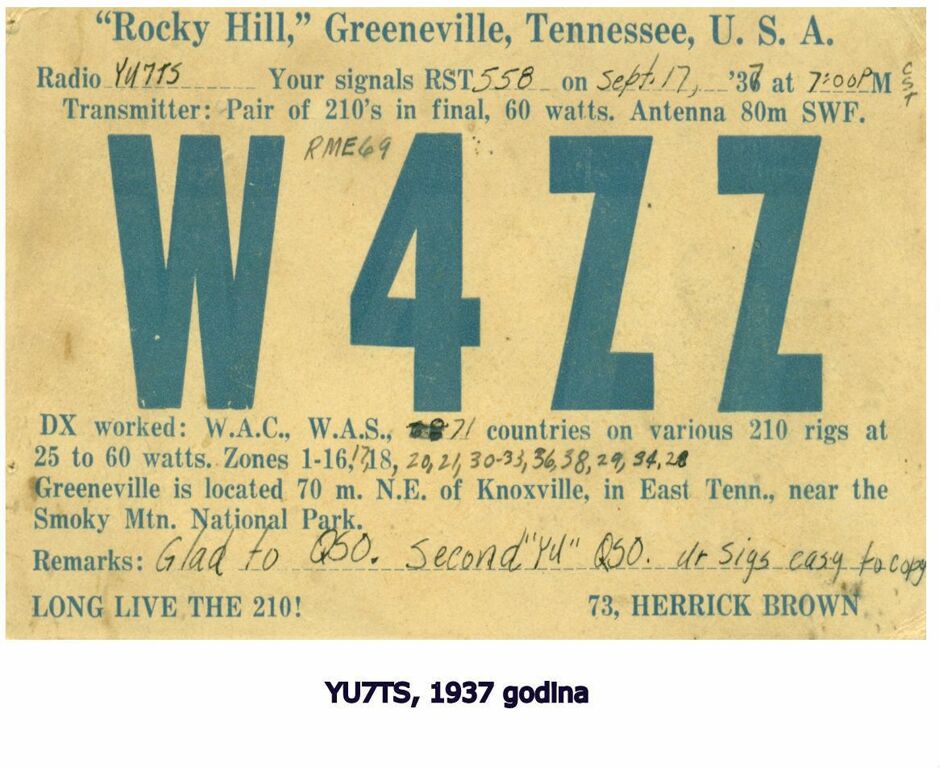 "Rocky Hill," Greeneville, Tennessee, U. S. A.
Radio YU7TS Your signals RST 558 on Sept. 17, '37 at 7:00 P M CST
Transmitter: Pair of 210's in final, 60 watts. Antenna 80m SWF.
RME69
W4ZZ
DX worked: W.A.C., W.A.S., 71 countries on various 210 rigs at
25 to 60 watts. Zones 1-16, 17, 18, 20, 21, 30-33, 36, 38, 29, 34, 28
Greeneville is located 70 m. N.E. of Knoxville, in East Tenn., near the
Smoky Mtn. National Park.
Remarks: Glad to QSO. Second "YU" QSO. ur sigs easy to copy
LONG LIVE THE 210! 73, HERRICK BROWN
YU7TS, 1937 godina